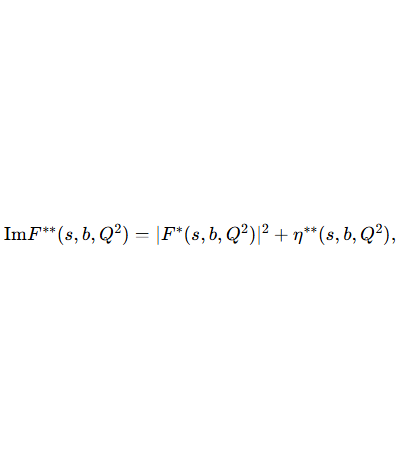 ImF**(s, b, Q²) = |F*(s, b, Q²)|² + η**(s, b, Q²),